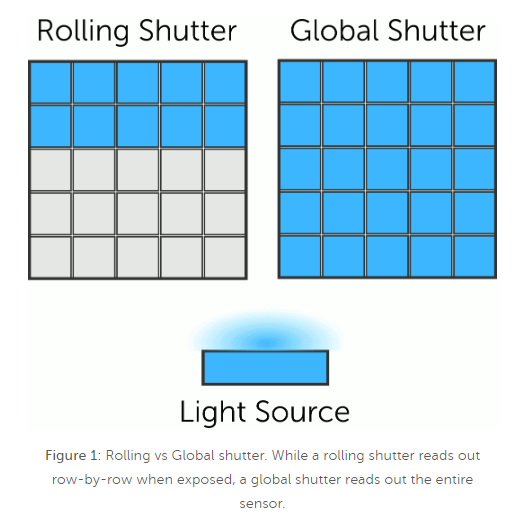 Rolling Shutter Global Shutter
Light Source
Figure 1: Rolling vs Global shutter. While a rolling shutter reads out
row-by-row when exposed, a global shutter reads out the entire
sensor.